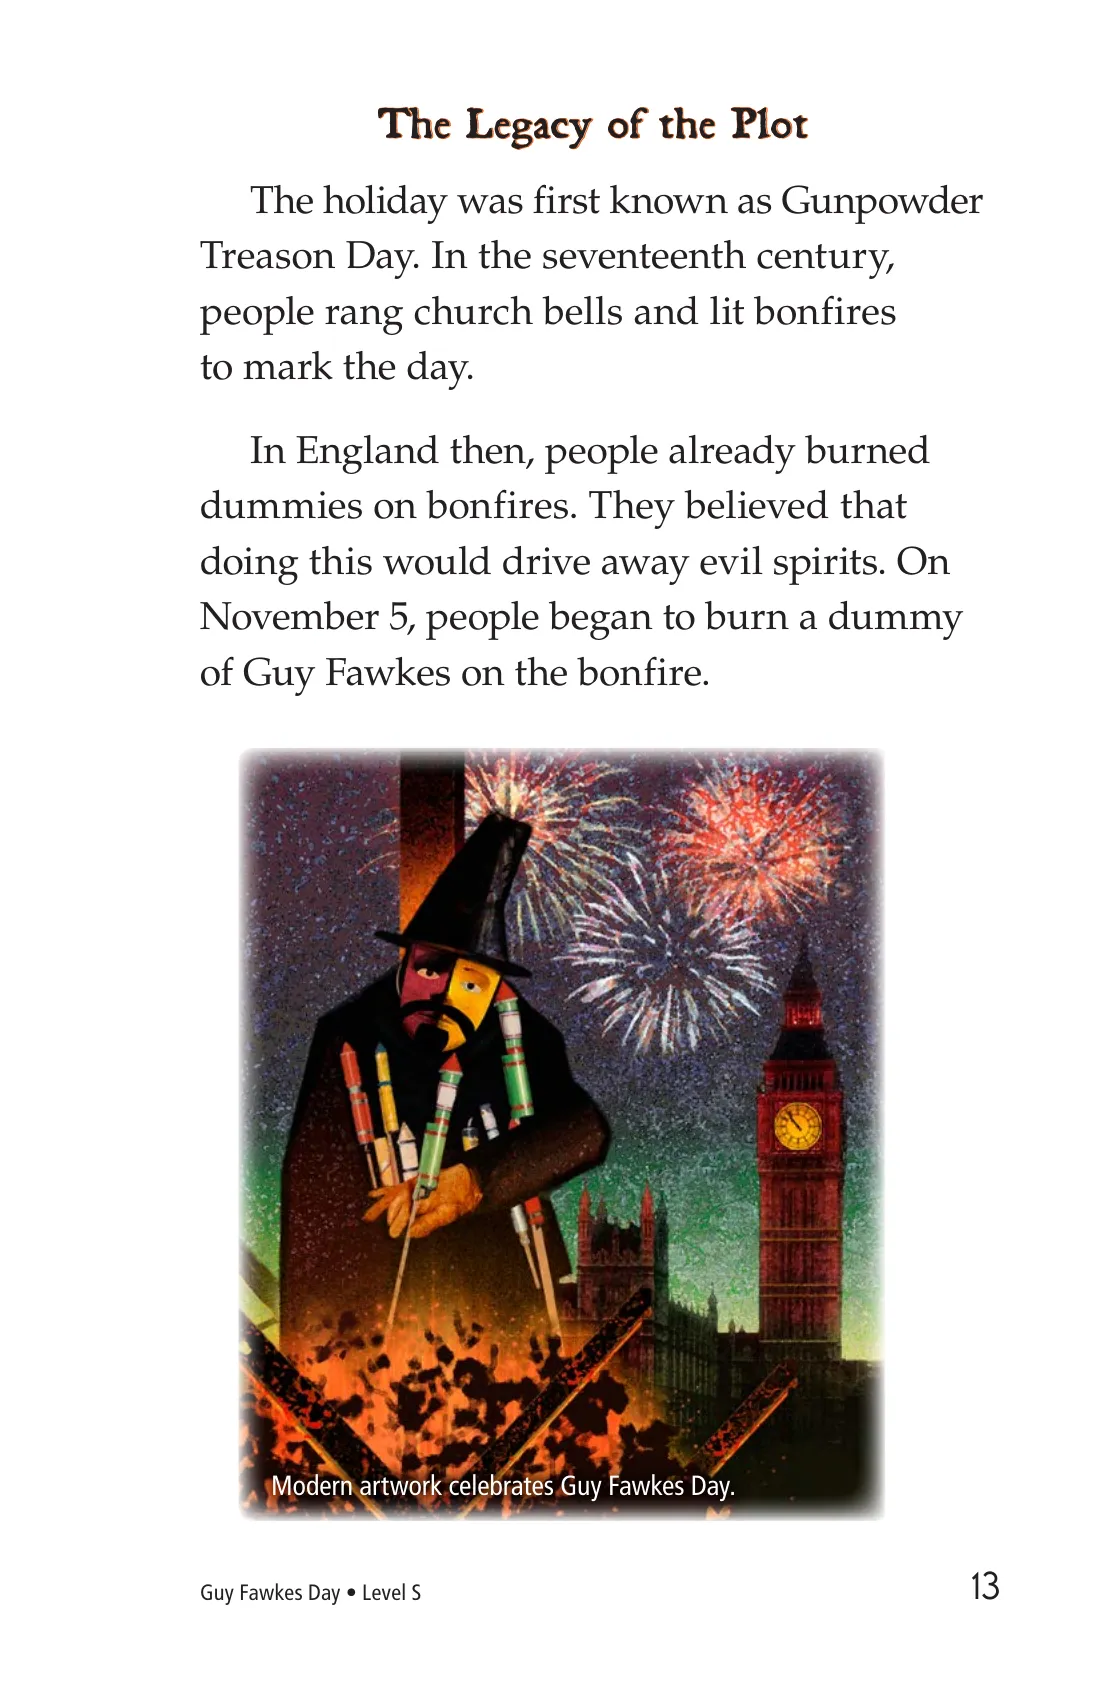 The Legacy of the Plot
The holiday was first known as Gunpowder
Treason Day. In the seventeenth century,
people rang church bells and lit bonfires
to mark the day.
In England then, people already burned
dummies on bonfires. They believed that
doing this would drive away evil spirits. On
November 5, people began to burn a dummy
of Guy Fawkes on the bonfire.
Modern artwork celebrates Guy Fawkes Day.
Guy Fawkes Day • Level S
13